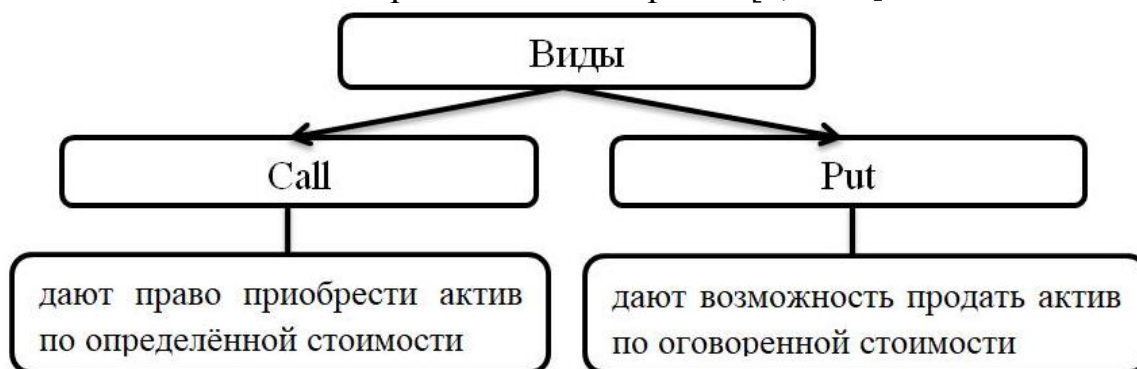 Виды
Call
Put
дают право приобрести актив
по определённой стоимости
дают возможность продать актив
по оговоренной стоимости